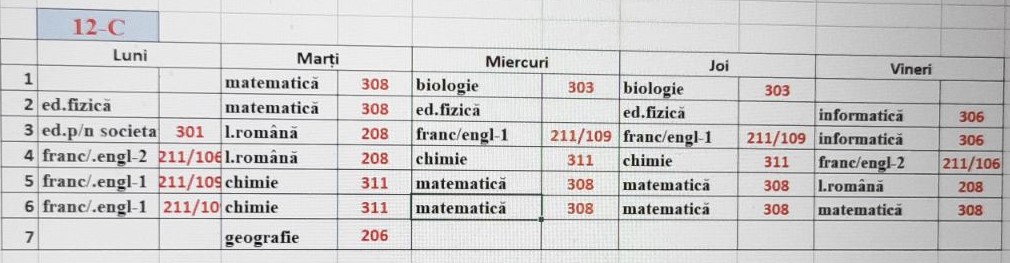 12-C
Luni Marți Miercuri Joi Vineri
1 matematică 308 biologie 303 biologie 303
2 ed.fizică matematică 308 ed.fizică ed.fizică informatică 306
3 ed.p/n societa 301 l.română 208 franc/engl-1 211/109 franc/engl-1 211/109 informatică 306
4 franc/.engl-2 211/106 l.română 208 chimie 311 chimie 311 franc/engl-2 211/106
5 franc/.engl-1 211/109 chimie 311 matematică 308 matematică 308 l.română 208
6 franc/.engl-1 211/10 chimie 311 matematică 308 matematică 308 matematică 308
7 geografie 206